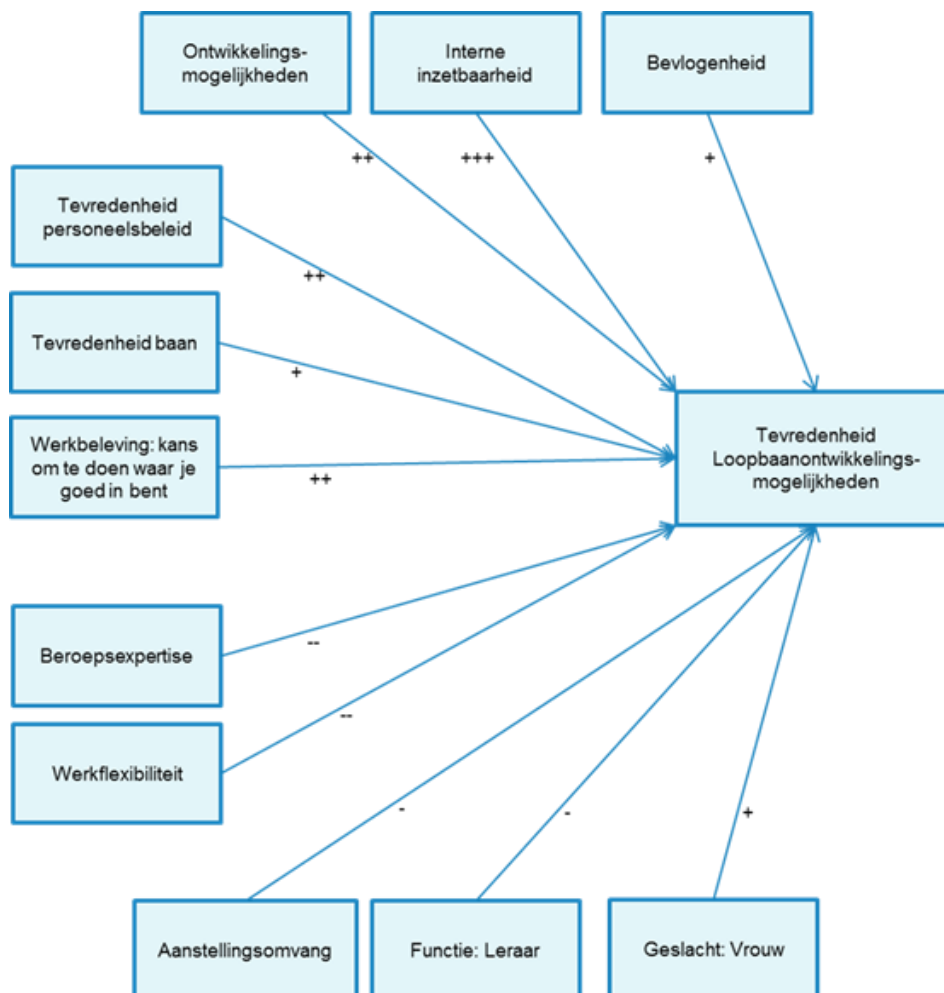 Ontwikkelings-
mogelijkheden
Interne
inzetbaarheid
Bevlogenheid
++
+++
+
Tevredenheid
personeelsbeleid
++
Tevredenheid baan
+
Werkbeleving: kans
om te doen waar je
goed in bent
++
Tevredenheid
Loopbaanontwikkelings-
mogelijkheden
Beroepsexpertise
--
Werkflexibiliteit
--
-
-
+
Aanstellingsomvang
Functie: Leraar
Geslacht: Vrouw